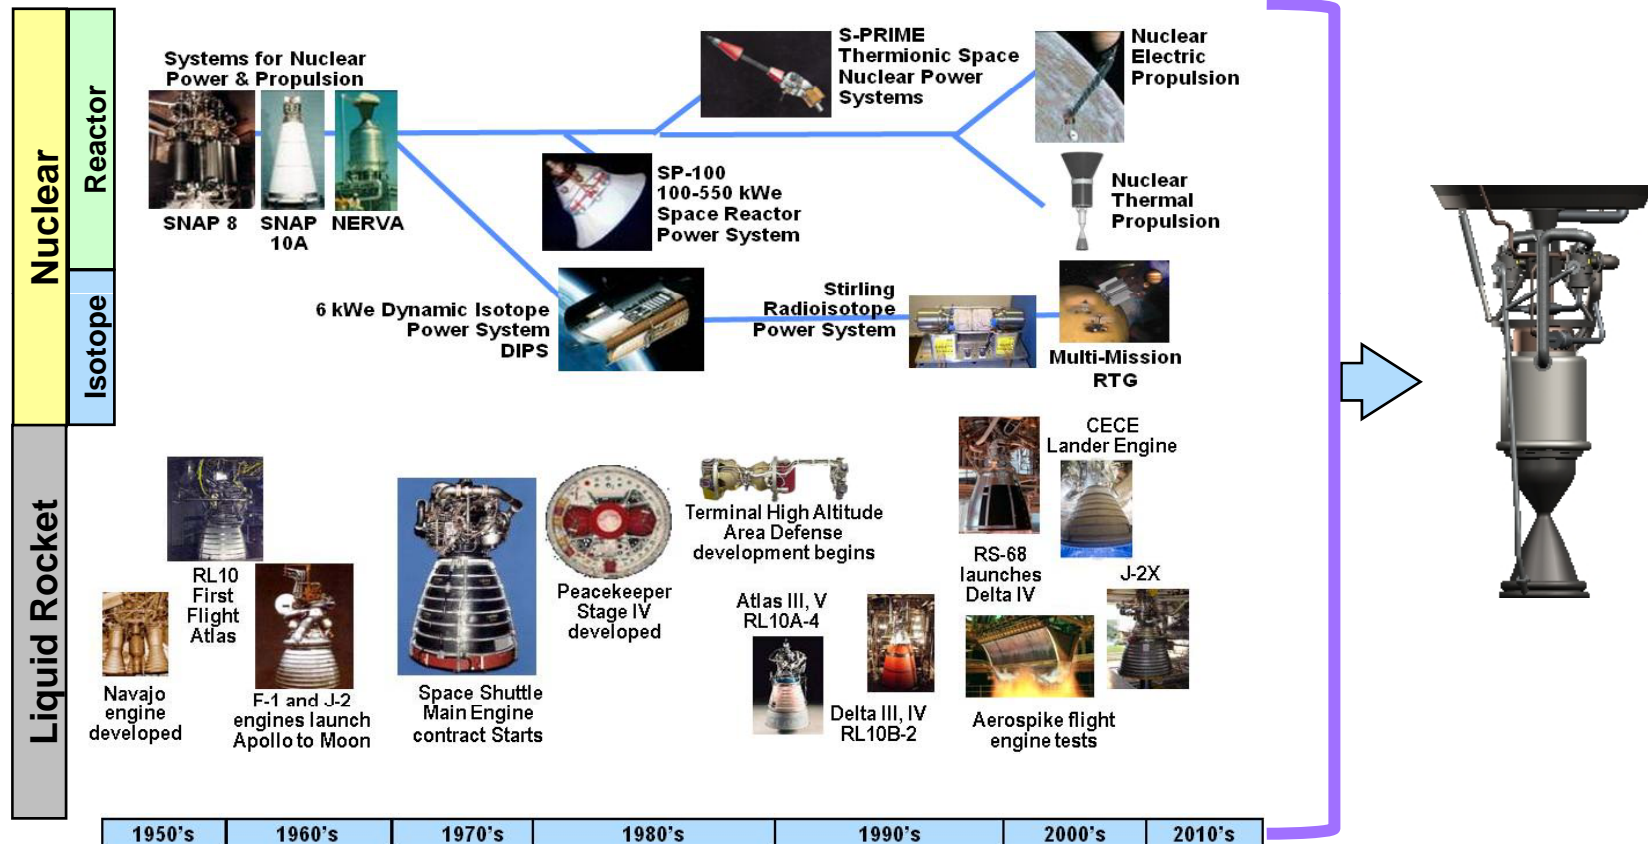 Nuclear
Reactor
Isotope
Liquid Rocket
Systems for Nuclear
Power & Propulsion
SNAP 8
SNAP
10A
NERVA
S-PRIME
Thermionic Space
Nuclear Power
Systems
Nuclear
Electric
Propulsion
SP-100
100-550 kWe
Space Reactor
Power System
Nuclear
Thermal
Propulsion
6 kWe Dynamic Isotope
Power System
DIPS
Stirling
Radioisotope
Power System
Multi-Mission
RTG
Navajo
engine
developed
RL10
First
Flight
Atlas
F-1 and J-2
engines launch
Apollo to Moon
Space Shuttle
Main Engine
contract Starts
Peacekeeper
Stage IV
developed
Terminal High Altitude
Area Defense
development begins
Atlas III, V
RL10A-4
Delta III, IV
RL10B-2
RS-68
launches
Delta IV
CECE
Lander Engine
J-2X
Aerospike flight
engine tests
1950's
1960's
1970's
1980's
1990's
2000's
2010's